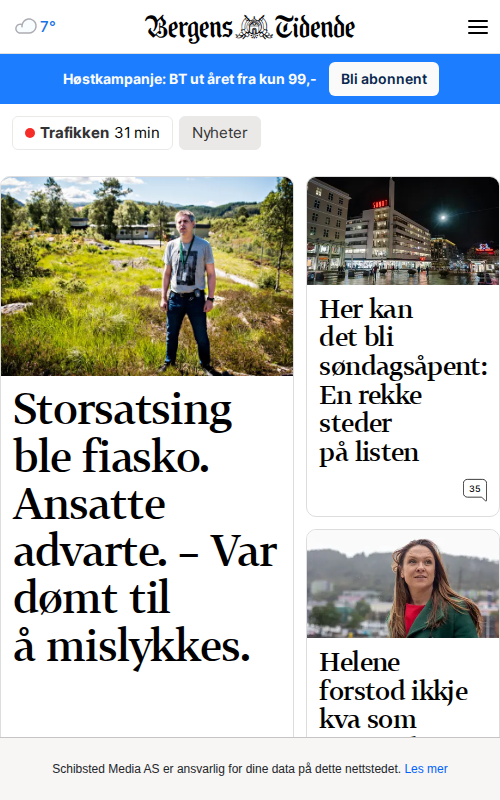 7°
Bergens Tidende
Høstkampanje: BT ut året fra kun 99,-
Bli abonnent
Trafikken 31 min
Nyheter
Storsatsing
ble fiasko.
Ansatte
advarte. – Var
dømt til
å mislykkes.
Her kan
det bli
søndagsåpent:
En rekke
steder
på listen
35
Helene
forstod ikkje
kva som
Schibsted Media AS er ansvarlig for dine data på dette nettstedet. Les mer